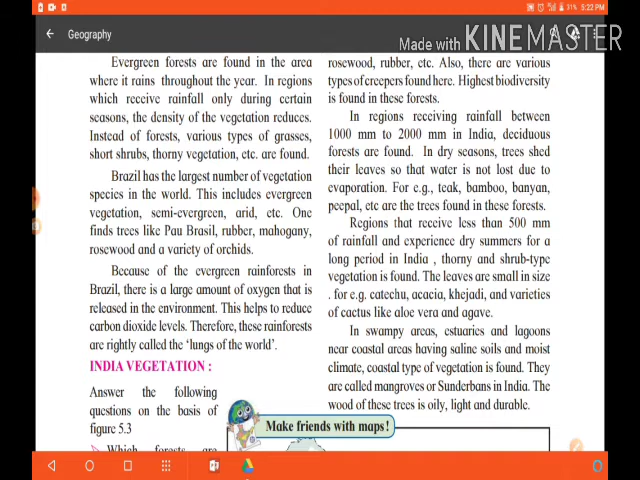 31% 5:22 PM
Geography
Made with KINEMASTER
Evergreen forests are found in the area
where it rains throughout the year. In regions
which receive rainfall only during certain
seasons, the density of the vegetation reduces.
Instead of forests, various types of grasses,
short shrubs, thorny vegetation, etc. are found.
Brazil has the largest number of vegetation
species in the world. This includes evergreen
vegetation, semi-evergreen, arid, etc. One
finds trees like Pau Brasil, rubber, mahogany,
rosewood and a variety of orchids.
Because of the evergreen rainforests in
Brazil, there is a large amount of oxygen that is
released in the environment. This helps to reduce
carbon dioxide levels. Therefore, these rainforests
are rightly called the 'lungs of the world'.
INDIA VEGETATION :
Answer the following
questions on the basis of
figure 5.3
Which forests are
rosewood, rubber, etc. Also, there are various
types of creepers found here. Highest biodiversity
is found in these forests.
In regions receiving rainfall between
1000 mm to 2000 mm in India, deciduous
forests are found. In dry seasons, trees shed
their leaves so that water is not lost due to
evaporation. For e.g., teak, bamboo, banyan,
peepal, etc are the trees found in these forests.
Regions that receive less than 500 mm
of rainfall and experience dry summers for a
long period in India , thorny and shrub-type
vegetation is found. The leaves are small in size
. for e.g. catechu, acacia, khejadi, and varieties
of cactus like aloe vera and agave.
In swampy areas, estuaries and lagoons
near coastal areas having saline soils and moist
climate, coastal type of vegetation is found. They
are called mangroves or Sunderbans in India. The
wood of these trees is oily, light and durable.
Make friends with maps !